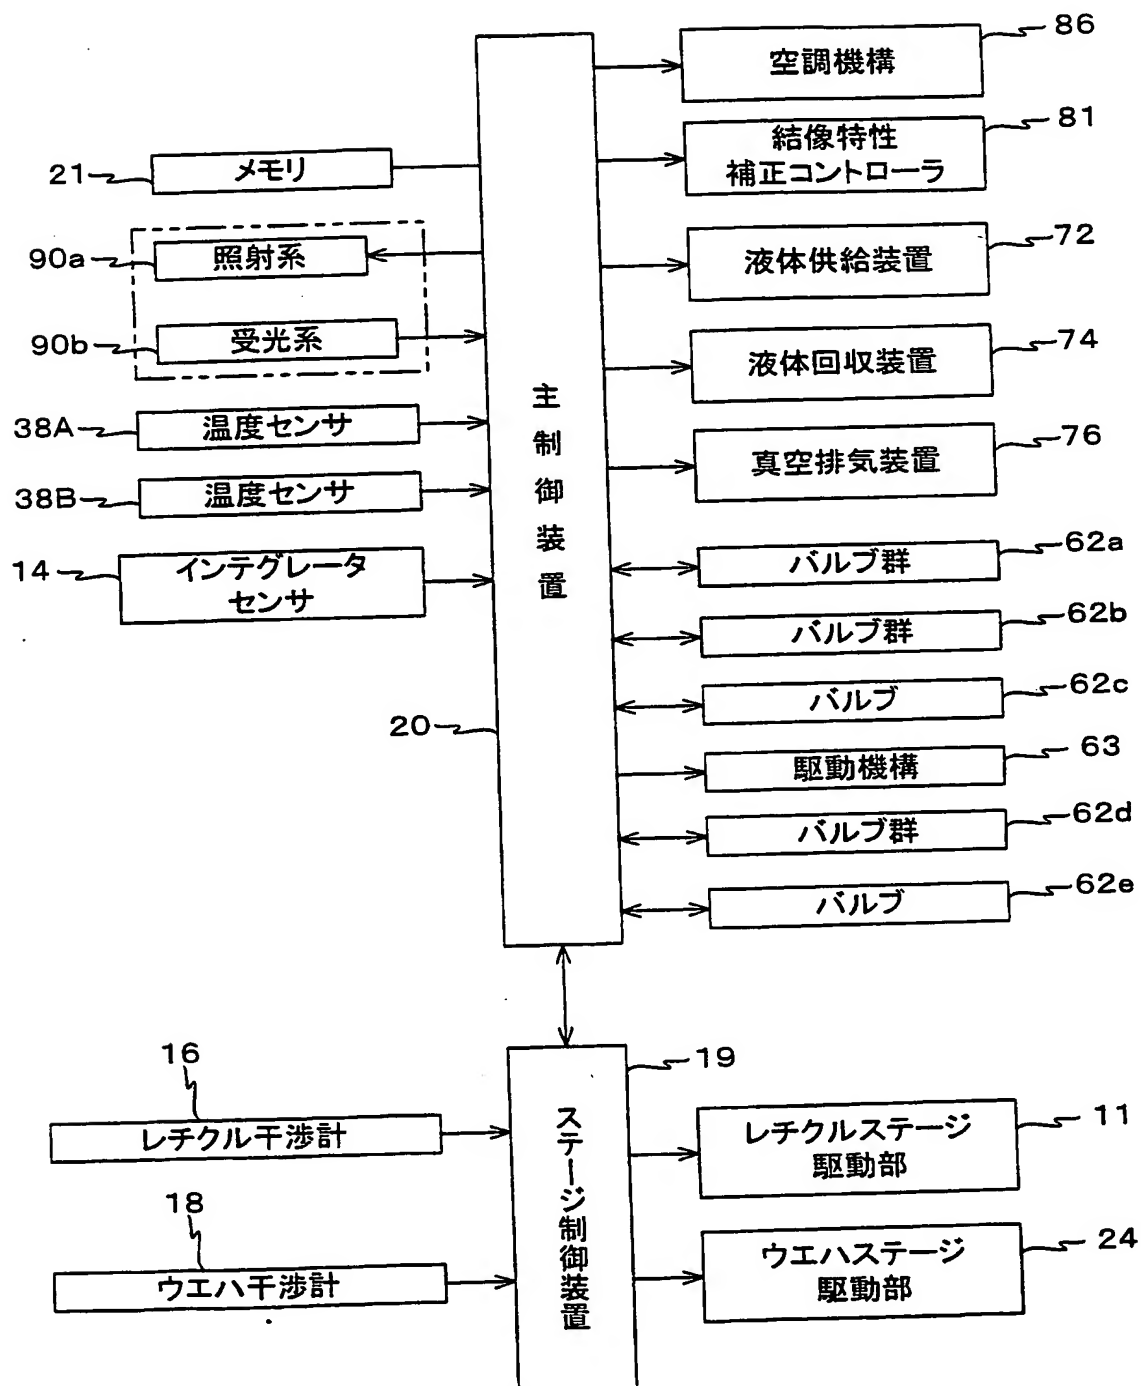 86
空調機構
81
結像特性
補正コントローラ
21
メモリ
90a
照射系
72
液体供給装置
90b
受光系
74
液体回収装置
主制御装置
38A
温度センサ
76
真空排気装置
38B
温度センサ
14
インテグレータ
センサ
62a
バルブ群
62b
バルブ群
62c
バルブ
20
63
駆動機構
62d
バルブ群
62e
バルブ
16
レチクル干渉計
19
ステージ制御装置
11
レチクルステージ
駆動部
18
ウエハ干渉計
24
ウエハステージ
駆動部